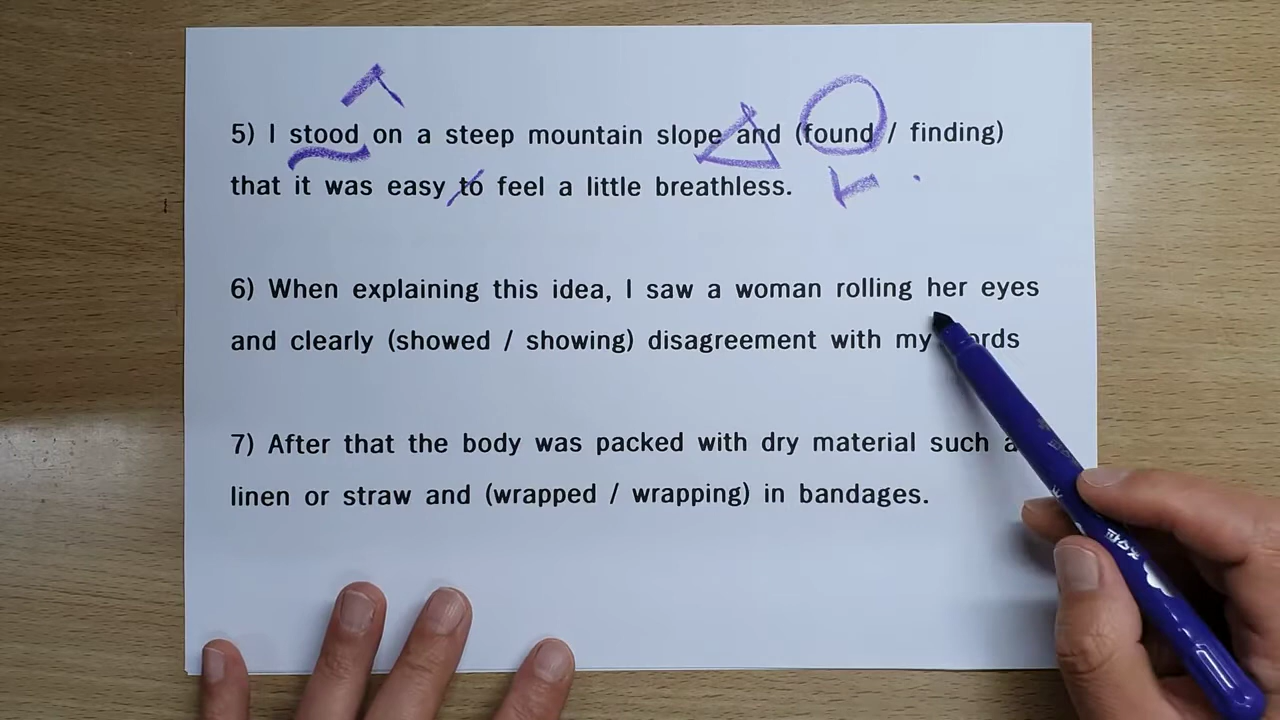 5) I stood on a steep mountain slope and (found / finding)
that it was easy to feel a little breathless.
6) When explaining this idea, I saw a woman rolling her eyes
and clearly (showed / showing) disagreement with my
7) After that the body was packed with dry material such
linen or straw and (wrapped / wrapping) in bandages.